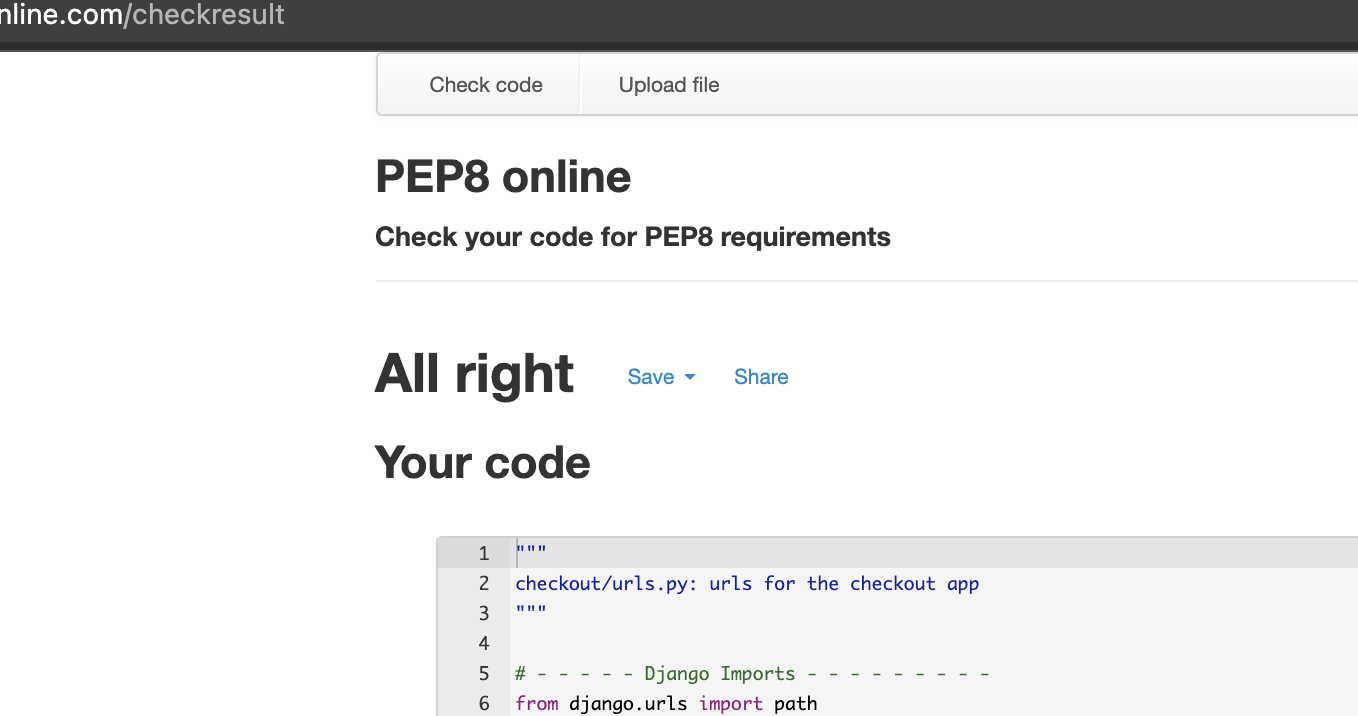 nline.com/checkresult
Check code Upload file
PEP8 online
Check your code for PEP8 requirements
All right Save Share
Your code
1 """
2 checkout/urls.py: urls for the checkout app
3 """
4
5 # - - - - - Django Imports - - - - - - - - -
6 from django.urls import path